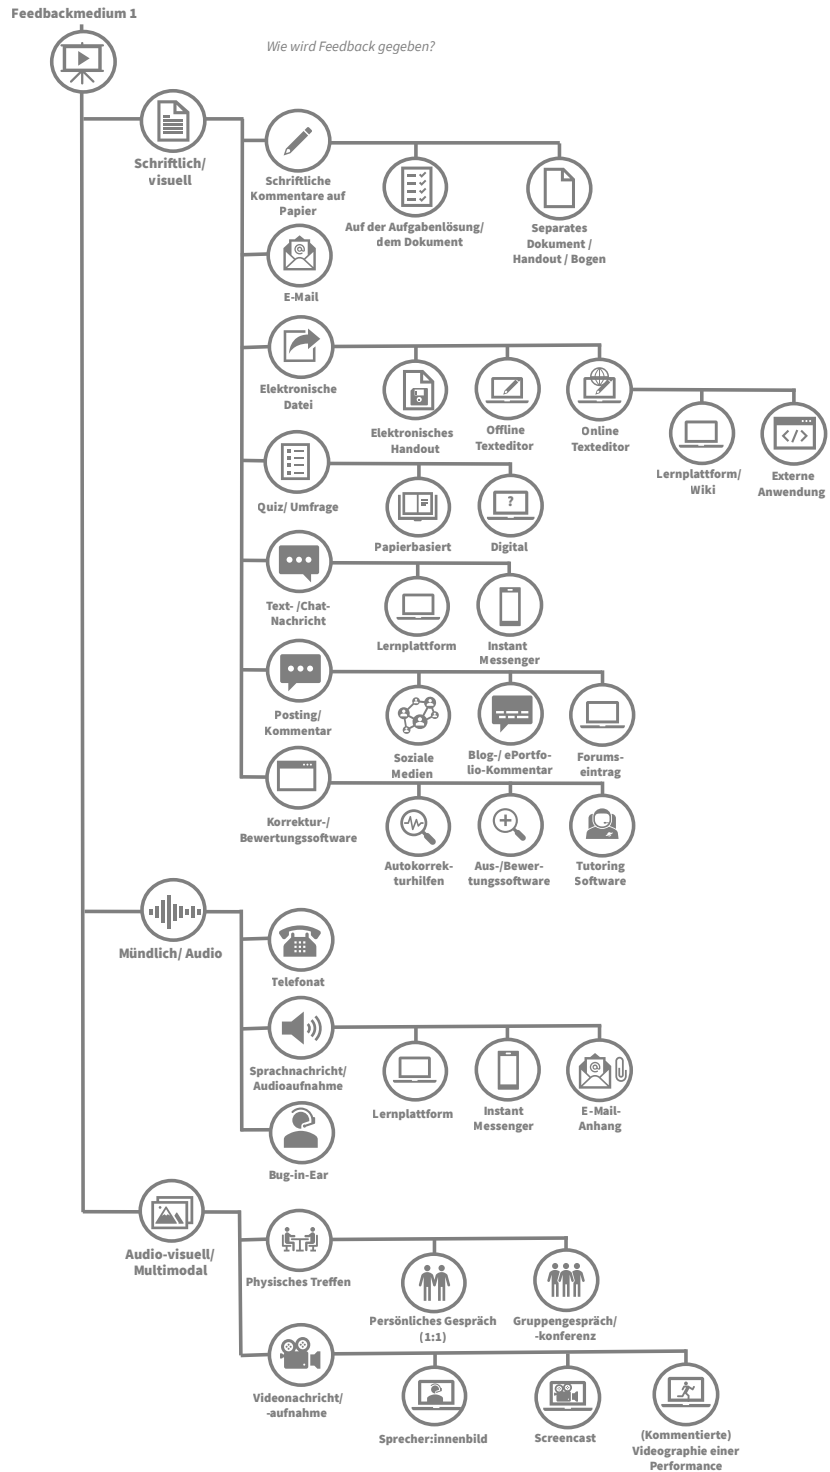 Feedbackmedium 1
Wie wird Feedback gegeben?
Schriftlich/
visuell
Schriftliche
Kommentare auf
Papier
Auf der Aufgabenlösung/
dem Dokument
Separates
Dokument /
Handout / Bogen
@
E-Mail
Elektronische
Datei
Elektronisches
Handout
Offline
Texteditor
Online
Texteditor
Lernplattform/
Wiki
</>
Externe
Anwendung
Quiz/ Umfrage
Papierbasiert
?
Digital
Text- /Chat-
Nachricht
Lernplattform
Instant
Messenger
Posting/
Kommentar
Soziale
Medien
Blog-/ ePortfo-
lio-Kommentar
Forums-
eintrag
Korrektur-/
Bewertungssoftware
Autokorrek-
turhilfen
Aus-/Bewer-
tungssoftware
Tutoring
Software
Mündlich/ Audio
Telefonat
Sprachnachricht/
Audioaufnahme
Lernplattform
Instant
Messenger
@
E-Mail-
Anhang
Bug-in-Ear
Audio-visuell/
Multimodal
Physisches Treffen
Persönliches Gespräch
(1:1)
Gruppengespräch/
-konferenz
Videonachricht/
-aufnahme
Sprecher:innenbild
Screencast
(Kommentierte)
Videographie einer
Performance